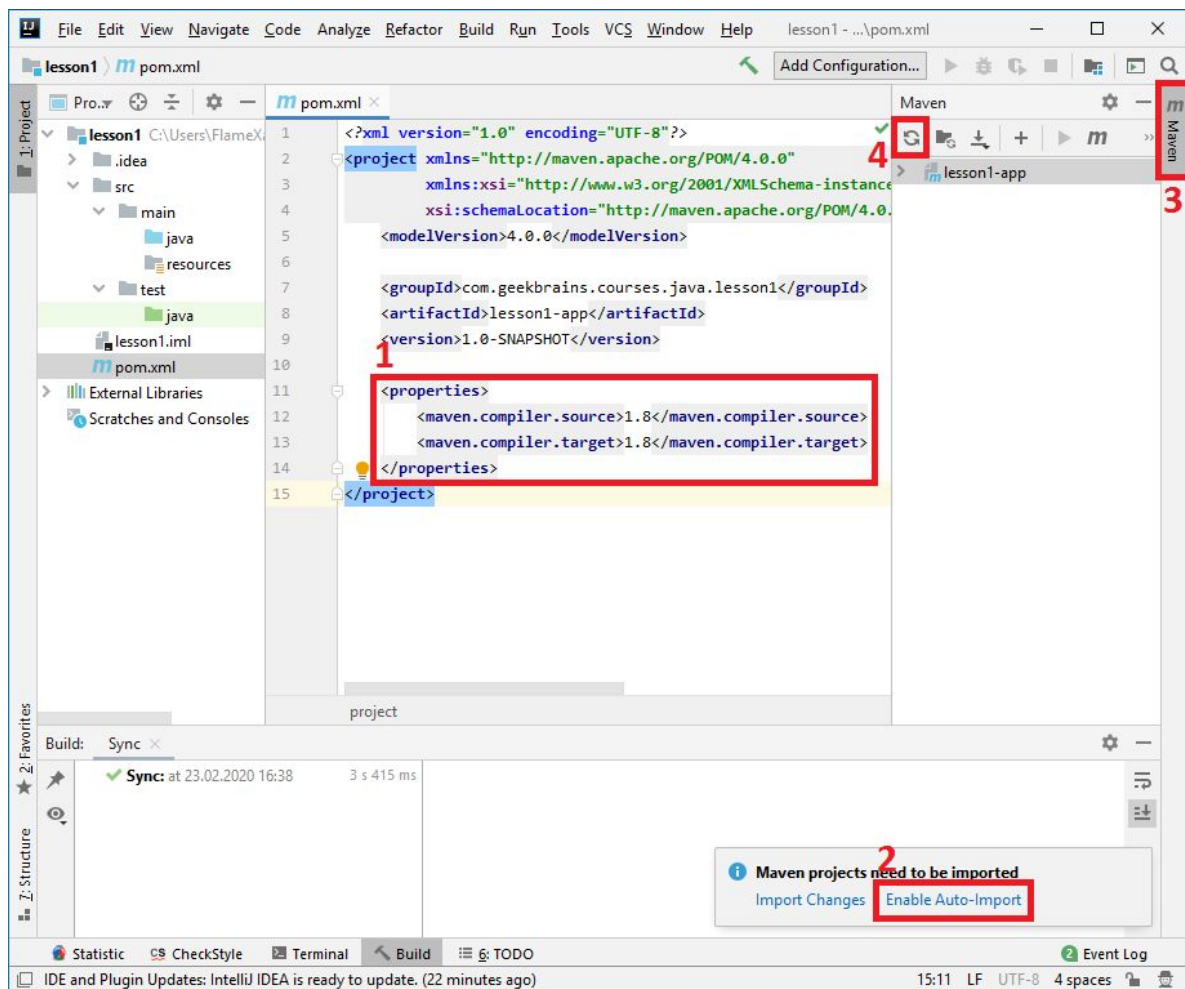 File Edit View Navigate Code Analyze Refactor Build Run Tools VCS Window Help lesson1 - ...\pom.xml
lesson1 pom.xml Add Configuration...
1: Project
Pro..
lesson1 C:\Users\FlameXa
.idea
src
main
java
resources
test
java
lesson1.iml
pom.xml
External Libraries
Scratches and Consoles
pom.xml
1 <?xml version="1.0" encoding="UTF-8"?>
2 <project xmlns="http://maven.apache.org/POM/4.0.0"
3 xmlns:xsi="http://www.w3.org/2001/XMLSchema-instance
4 xsi:schemaLocation="http://maven.apache.org/POM/4.0.
5 <modelVersion>4.0.0</modelVersion>
6
7 <groupId>com.geekbrains.courses.java.lesson1</groupId>
8 <artifactId>lesson1-app</artifactId>
9 <version>1.0-SNAPSHOT</version>
1
10
11 <properties>
12 <maven.compiler.source>1.8</maven.compiler.source>
13 <maven.compiler.target>1.8</maven.compiler.target>
14 </properties>
15 </project>
project
Maven
4
m
lesson1-app
m Maven
3
2: Favorites
7: Structure
Build: Sync
Sync: at 23.02.2020 16:38 3 s 415 ms
2
Maven projects need to be imported
Import Changes Enable Auto-Import
Statistic CS CheckStyle Terminal Build 6: TODO 2 Event Log
IDE and Plugin Updates: IntelliJ IDEA is ready to update. (22 minutes ago) 15:11 LF UTF-8 4 spaces